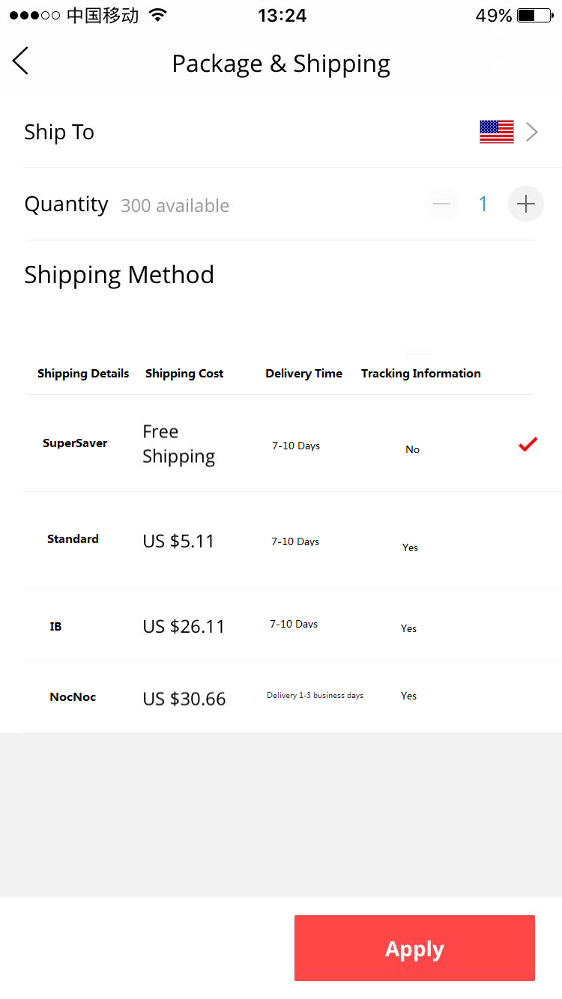 中国移动 13:24 49%
Package & Shipping
Ship To
Quantity 300 available 1
Shipping Method
Shipping Details Shipping Cost Delivery Time Tracking Information
SuperSaver Free Shipping 7-10 Days No
Standard US $5.11 7-10 Days Yes
IB US $26.11 7-10 Days Yes
NocNoc US $30.66 Delivery 1-3 business days Yes
Apply